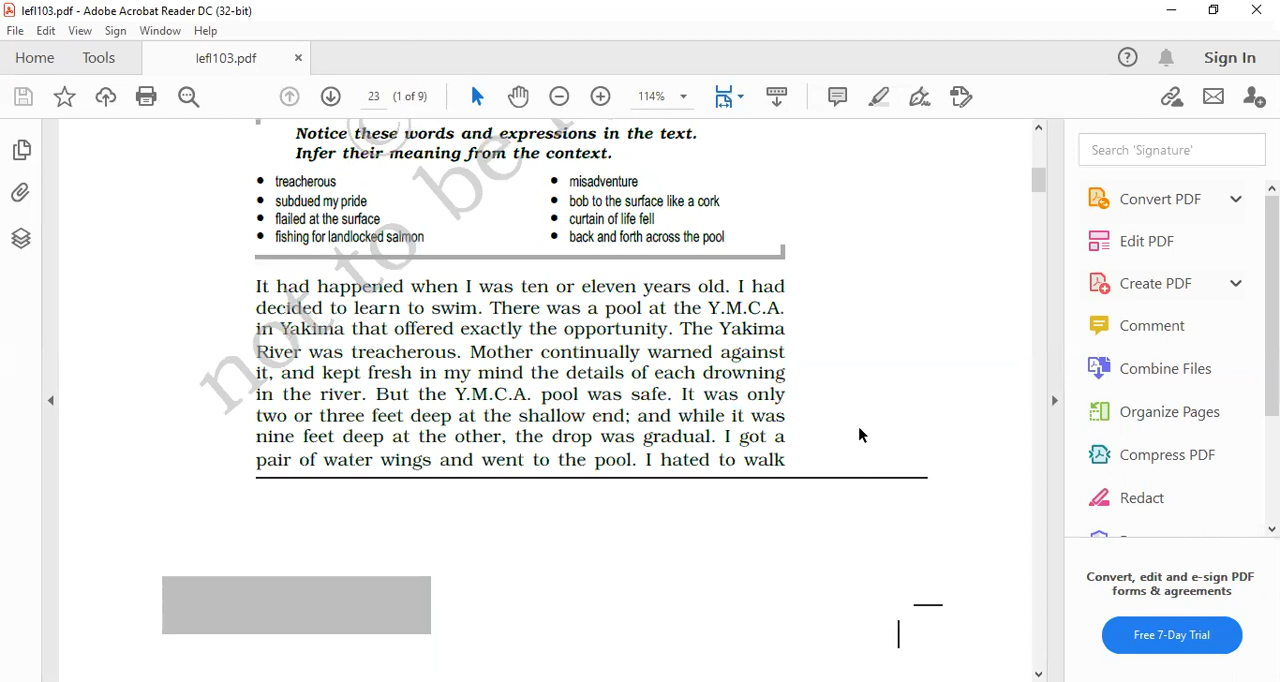 lefl103.pdf - Adobe Acrobat Reader DC (32-bit)
File Edit View Sign Window Help
Home Tools lefl103.pdf × Sign In
23 (1 of 9) 114%
Notice these words and expressions in the text.
Infer their meaning from the context.
• treacherous • misadventure
• subdued my pride • bob to the surface like a cork
• flailed at the surface • curtain of life fell
• fishing for landlocked salmon • back and forth across the pool
It had happened when I was ten or eleven years old. I had
decided to learn to swim. There was a pool at the Y.M.C.A.
in Yakima that offered exactly the opportunity. The Yakima
River was treacherous. Mother continually warned against
it, and kept fresh in my mind the details of each drowning
in the river. But the Y.M.C.A. pool was safe. It was only
two or three feet deep at the shallow end; and while it was
nine feet deep at the other, the drop was gradual. I got a
pair of water wings and went to the pool. I hated to walk
© not to be
Search 'Signature'
Convert PDF
Edit PDF
Create PDF
Comment
Combine Files
Organize Pages
Compress PDF
Redact
Convert, edit and e-sign PDF
forms & agreements
Free 7-Day Trial